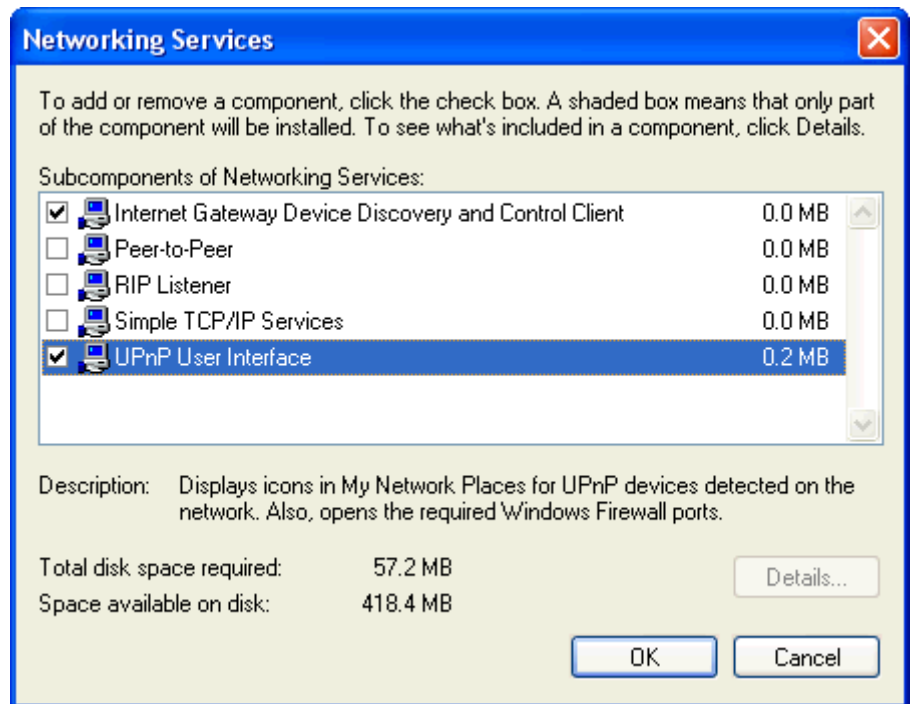 Networking Services
To add or remove a component, click the check box. A shaded box means that only part
of the component will be installed. To see what's included in a component, click Details.
Subcomponents of Networking Services:
Internet Gateway Device Discovery and Control Client 0.0 MB
Peer-to-Peer 0.0 MB
RIP Listener 0.0 MB
Simple TCP/IP Services 0.0 MB
UPnP User Interface 0.2 MB
Description: Displays icons in My Network Places for UPnP devices detected on the
network. Also, opens the required Windows Firewall ports.
Total disk space required: 57.2 MB
Space available on disk: 418.4 MB
Details...
OK Cancel